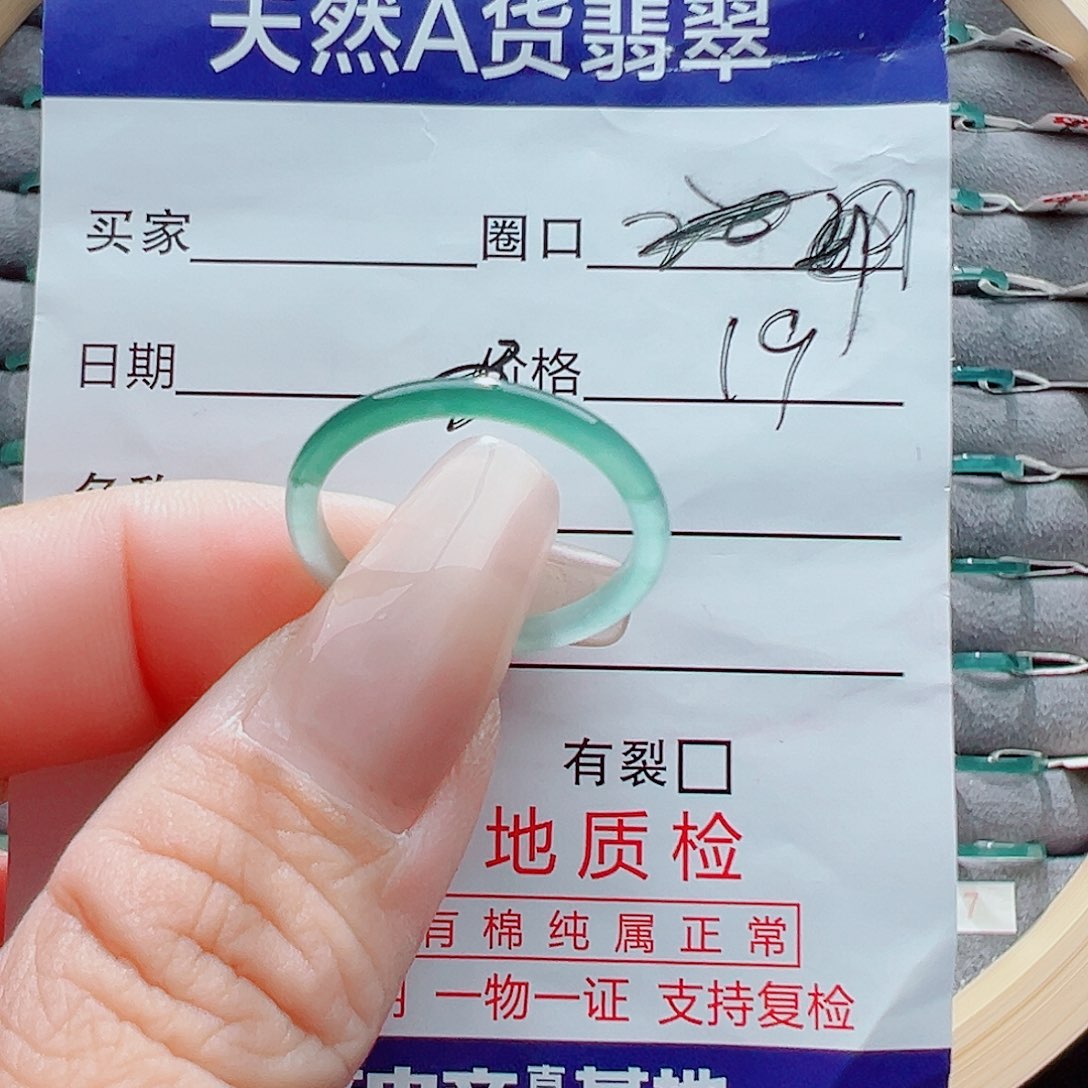 天然A货翡翠
买家 圈口
日期 价格 19
有裂□
地质检
有棉纯属正常
一物一证 支持复检
7